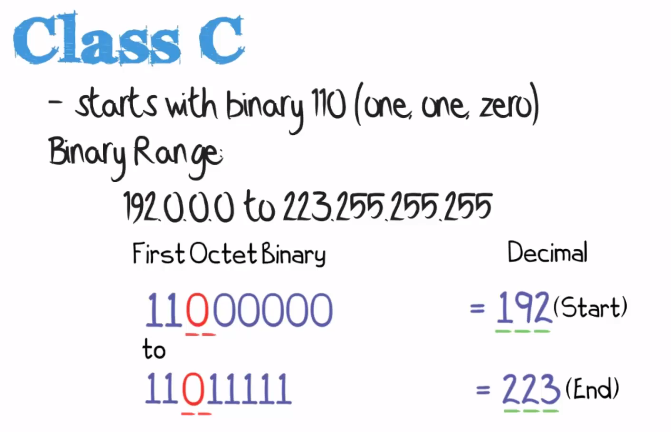 Class C
- starts with binary 110 (one, one, zero)
Binary Range:
192.0.0.0 to 223.255.255.255
First Octet Binary Decimal
11000000 = 192 (Start)
to
11011111 = 223 (End)